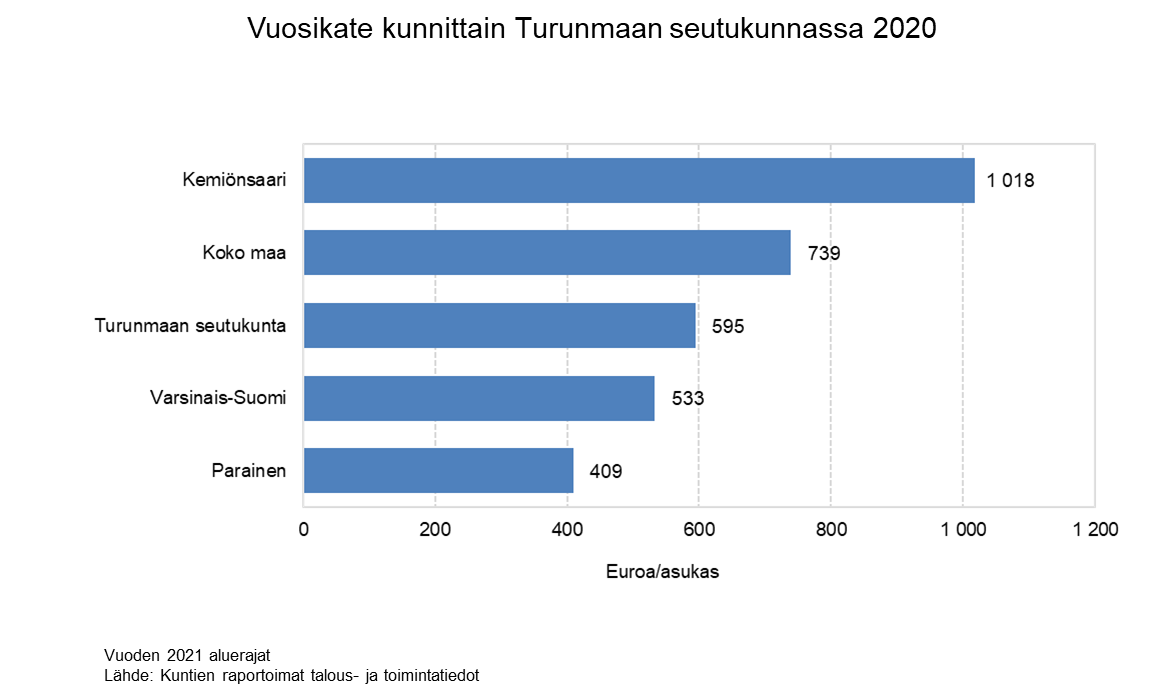 Vuosikate kunnittain Turunmaan seutukunnassa 2020
Kemiönsaari 1 018
Koko maa 739
Turunmaan seutukunta 595
Varsinais-Suomi 533
Parainen 409
0 200 400 600 800 1 000 1 200
Euroa/asukas
Vuoden 2021 aluerajat
Lähde: Kuntien raportoimat talous- ja toimintatiedot